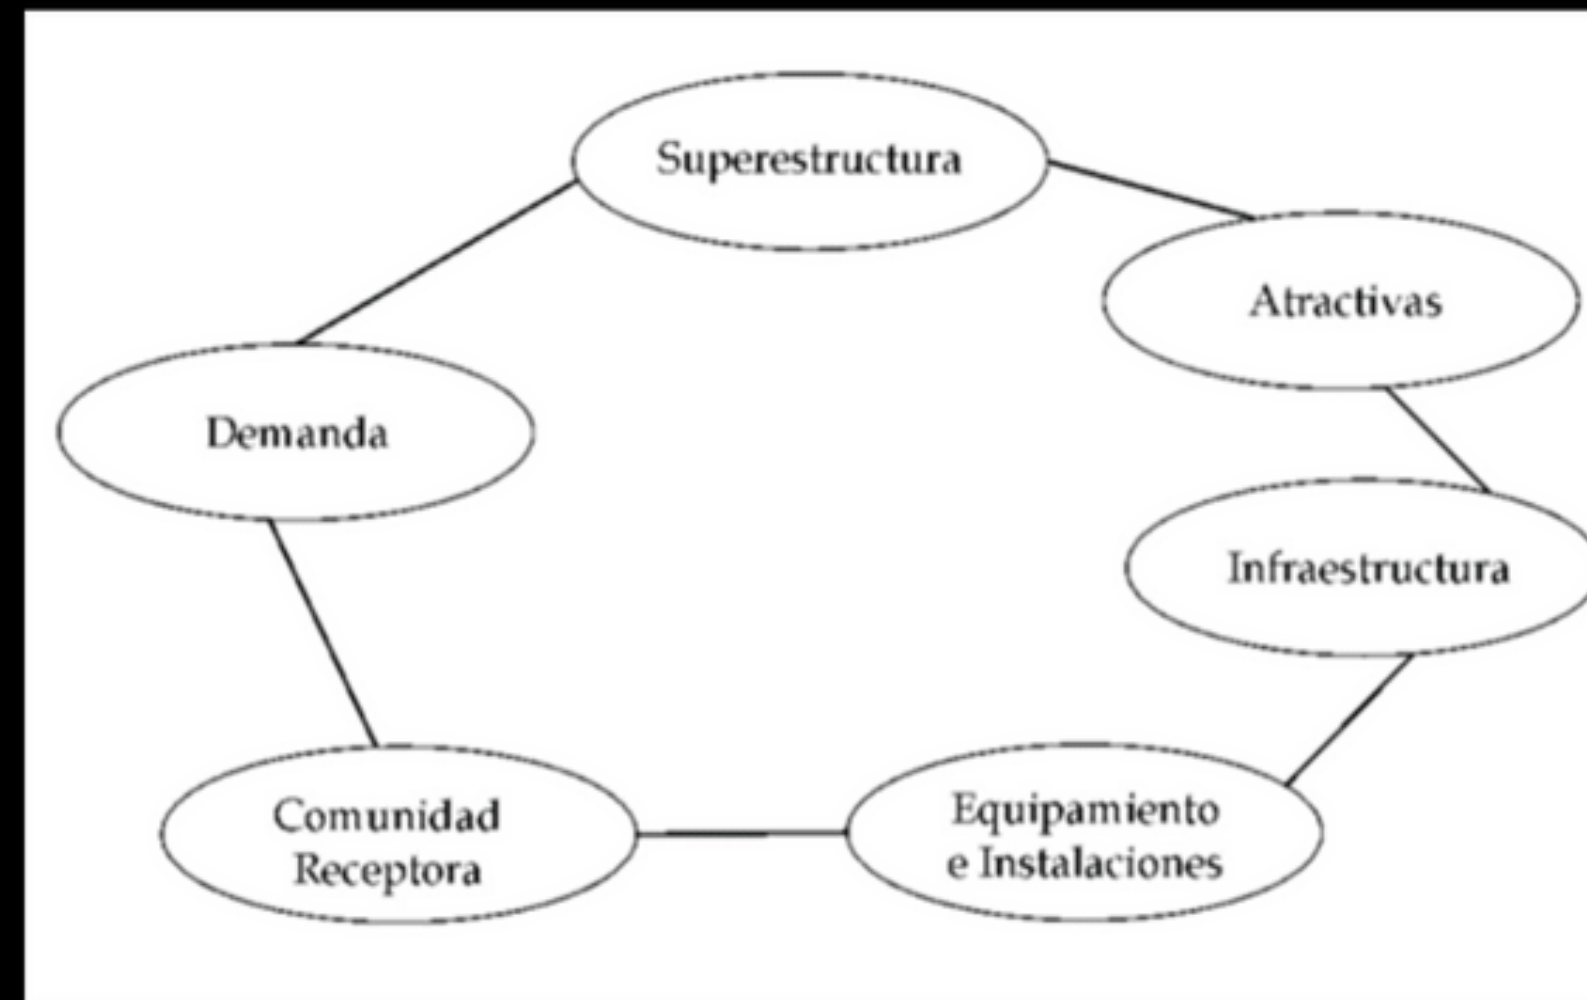 Superestructura
Atractivas
Demanda
Infraestructura
Comunidad
Receptora
Equipamiento
e Instalaciones